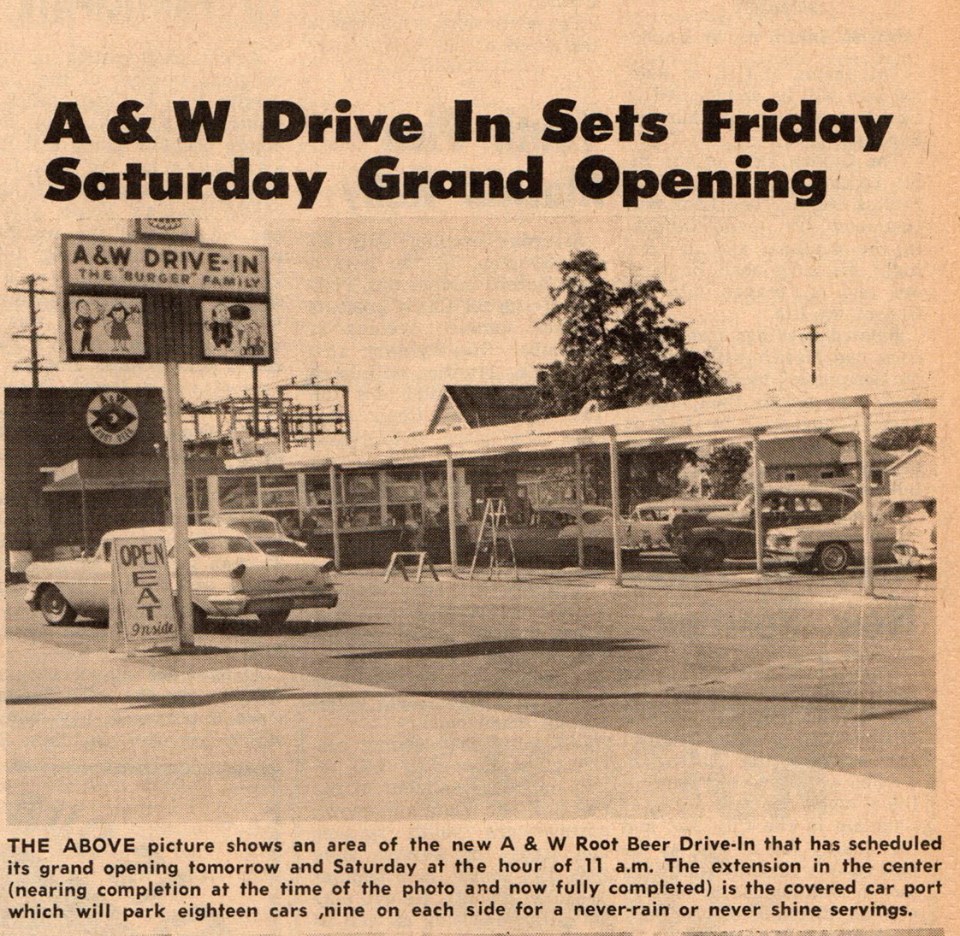 A & W Drive In Sets Friday
Saturday Grand Opening
A&W DRIVE-IN
THE "BURGER" FAMILY
A&W
ROOT BEER
OPEN
EAT
Inside
THE ABOVE picture shows an area of the new A & W Root Beer Drive-In that has scheduled
its grand opening tomorrow and Saturday at the hour of 11 a.m. The extension in the center
(nearing completion at the time of the photo and now fully completed) is the covered car port
which will park eighteen cars ,nine on each side for a never-rain or never shine servings.